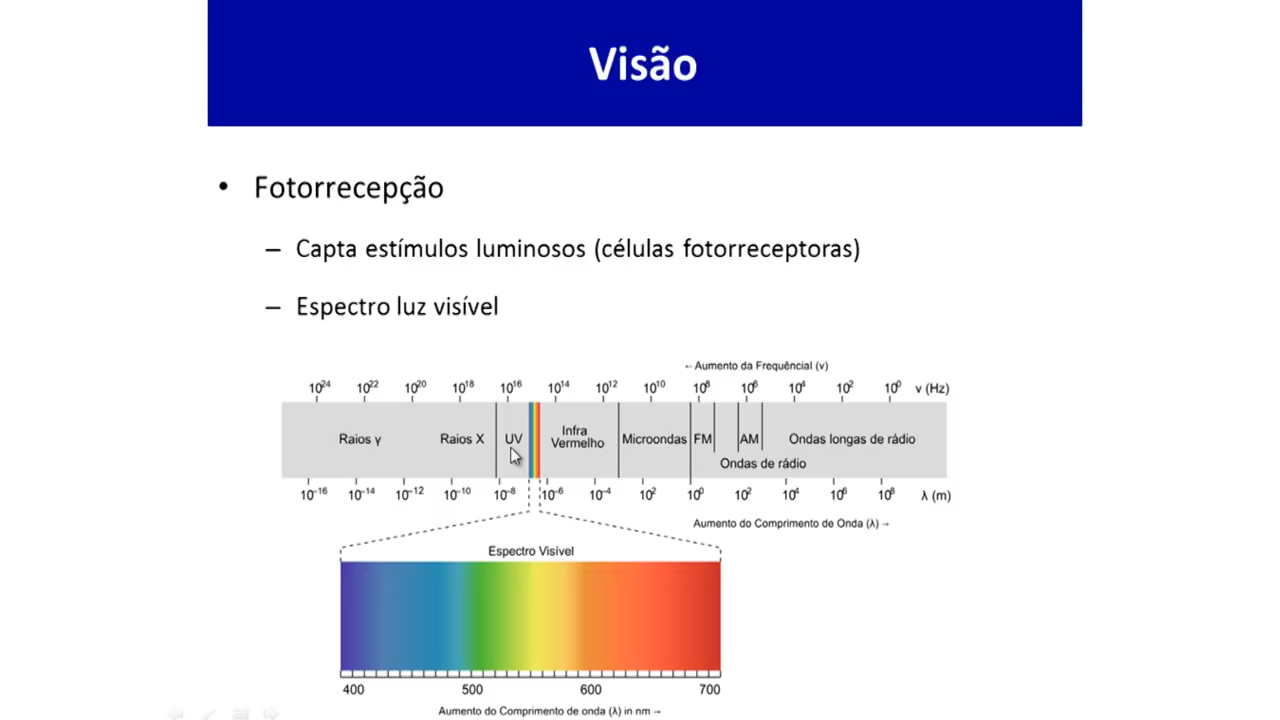 Visão
• Fotorrecepção
– Capta estímulos luminosos (células fotorreceptoras)
– Espectro luz visível
←Aumento da Frequêncial (ν)
10²⁴ 10²² 10²⁰ 10¹⁸ 10¹⁶ 10¹⁴ 10¹² 10¹⁰ 10⁸ 10⁶ 10⁴ 10² 10⁰ ν (Hz)
Raios γ Raios X UV Infra Vermelho Microondas FM AM Ondas longas de rádio
Ondas de rádio
10⁻¹⁶ 10⁻¹⁴ 10⁻¹² 10⁻¹⁰ 10⁻⁸ 10⁻⁶ 10⁻⁴ 10² 10⁰ 10² 10⁴ 10⁶ 10⁸ λ (m)
Aumento do Comprimento de Onda (λ)→
Espectro Visível
400 500 600 700
Aumento do Comprimento de onda (λ) in nm→